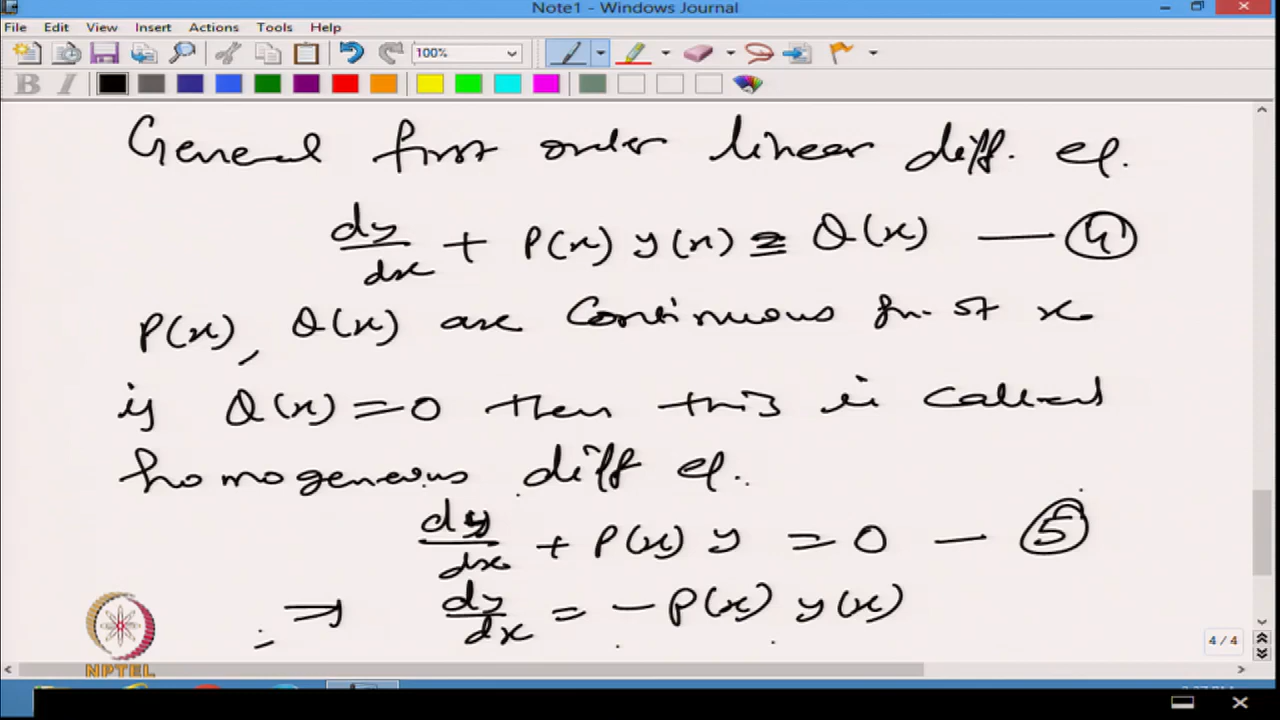 Note1 - Windows Journal
File Edit View Insert Actions Tools Help
100%
B I
General first order linear diff. eq.
dy/dx + P(x) y(x) = Q(x) — 4
P(x), Q(x) are continuous fn. of x
if Q(x) = 0 then this is called
homogeneous diff eq.
dy/dx + P(x) y = 0 — 5
⇒ dy/dx = - P(x) y(x)
4 / 4
NPTEL